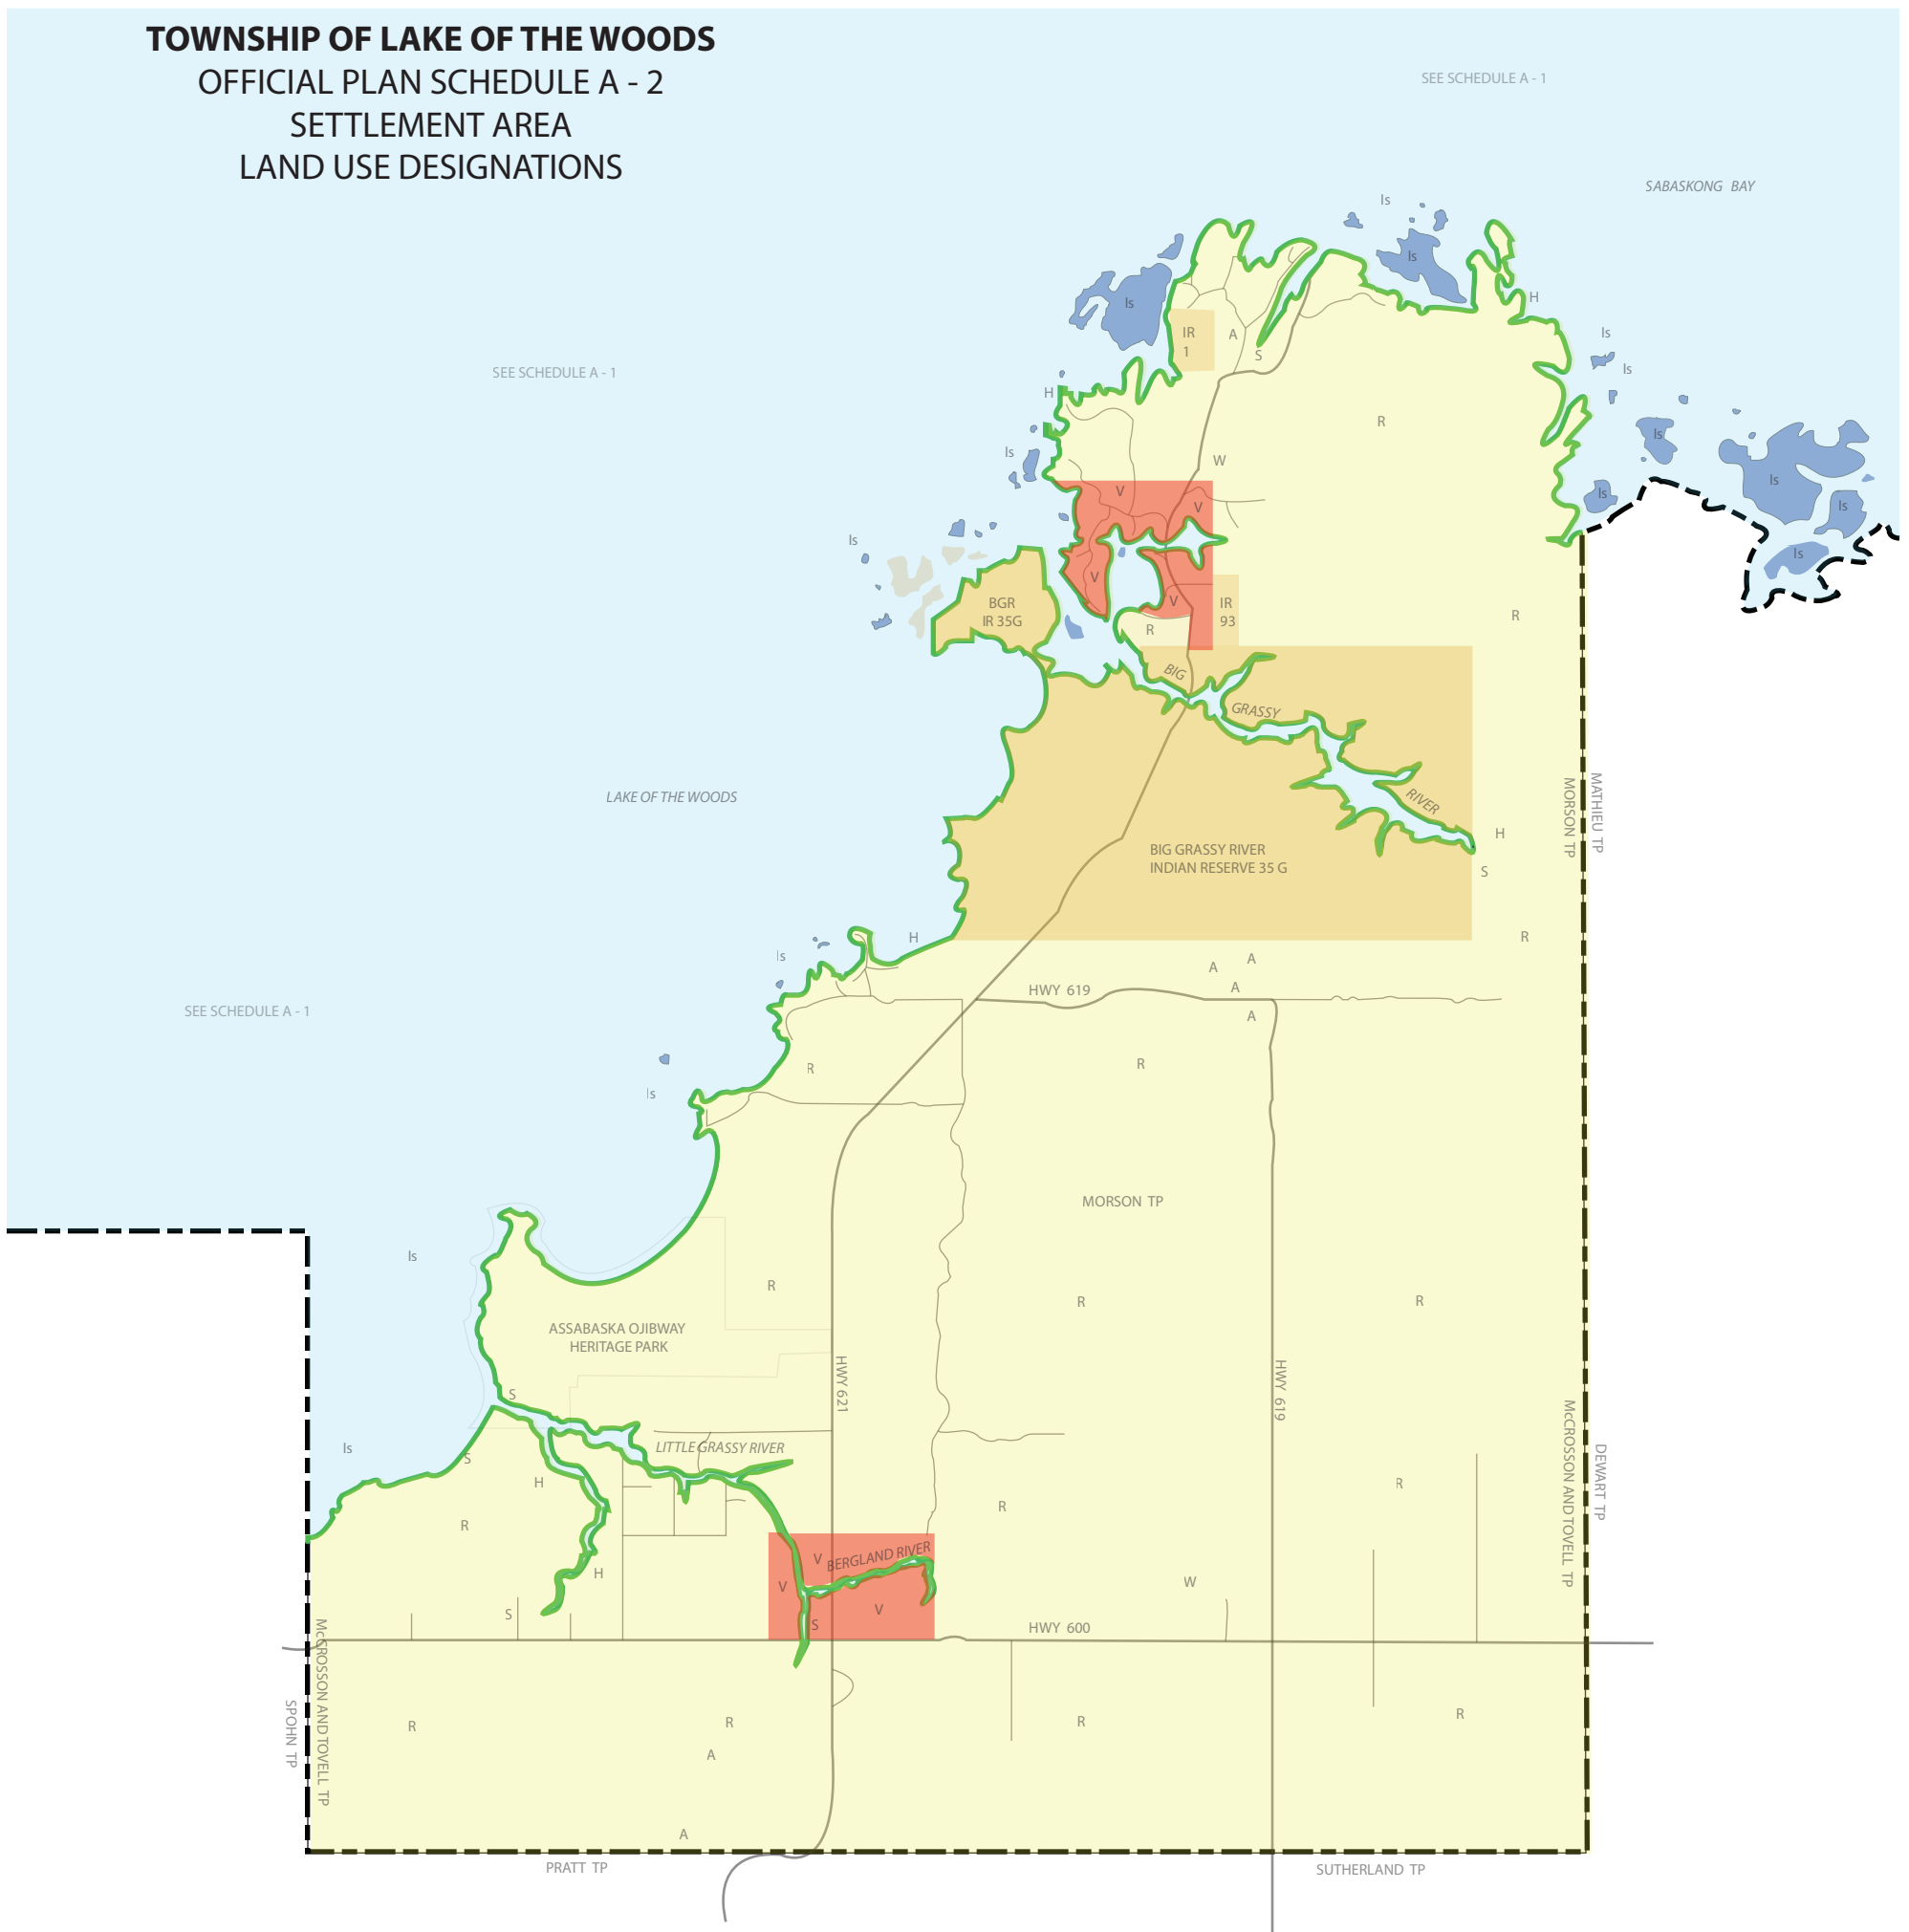 TOWNSHIP OF LAKE OF THE WOODS
OFFICIAL PLAN SCHEDULE A - 2
SETTLEMENT AREA
LAND USE DESIGNATIONS
SEE SCHEDULE A - 1
SABASKONG BAY
Is
Is
Is
H
IR
1
A
S
Is
Is
SEE SCHEDULE A - 1
H
R
Is
Is
W
Is
V
V
Is
Is
Is
Is
V
BGR
IR 35G
V
IR
93
R
R
BIG
GRASSY
LAKE OF THE WOODS
RIVER
MATHIEU TP
MORSON TP
H
BIG GRASSY RIVER
INDIAN RESERVE 35 G
S
H
R
Is
A
A
A
HWY 619
SEE SCHEDULE A - 1
A
R
R
Is
MORSON TP
Is
R
R
R
ASSABASKA OJIBWAY
HERITAGE PARK
HWY 621
HWY 619
S
Is
LITTLE GRASSY RIVER
S
H
R
McCROSSON AND TOVELL TP
DEWART TP
R
R
V
BERGLAND RIVER
H
V
W
V
S
S
HWY 600
McCROSSON AND TOVELL TP
SPOHN TP
R
R
R
R
A
A
PRATT TP
SUTHERLAND TP